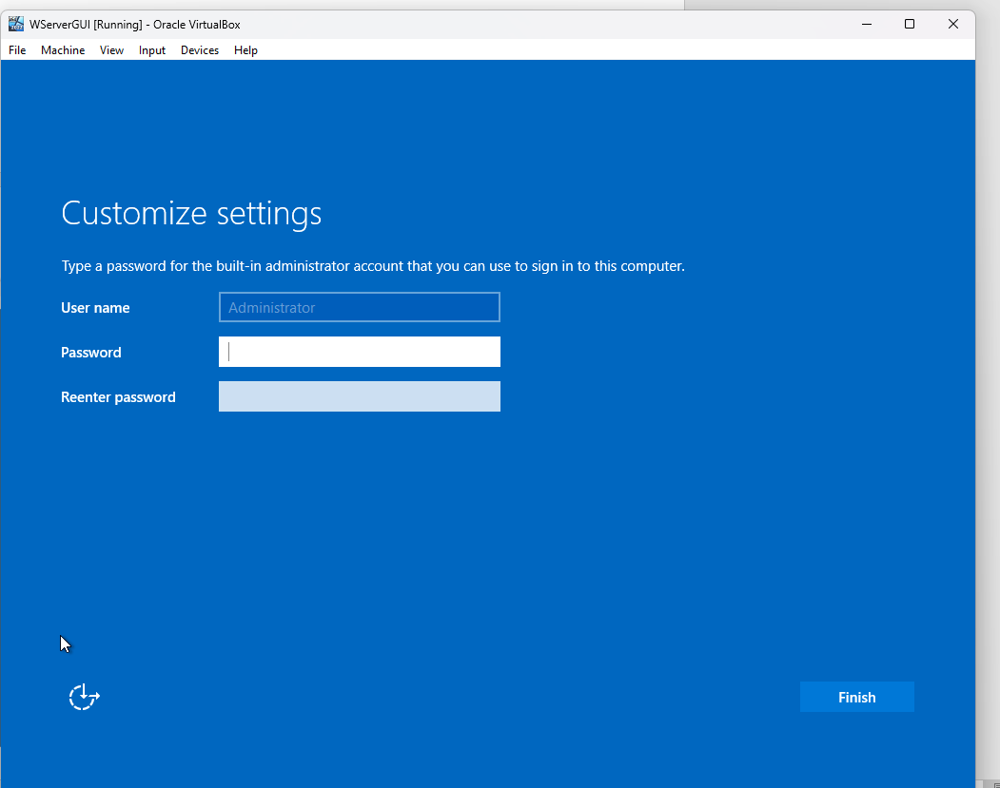 WServerGUI [Running] - Oracle VirtualBox
File Machine View Input Devices Help
Customize settings
Type a password for the built-in administrator account that you can use to sign in to this computer.
User name Administrator
Password
Reenter password
Finish